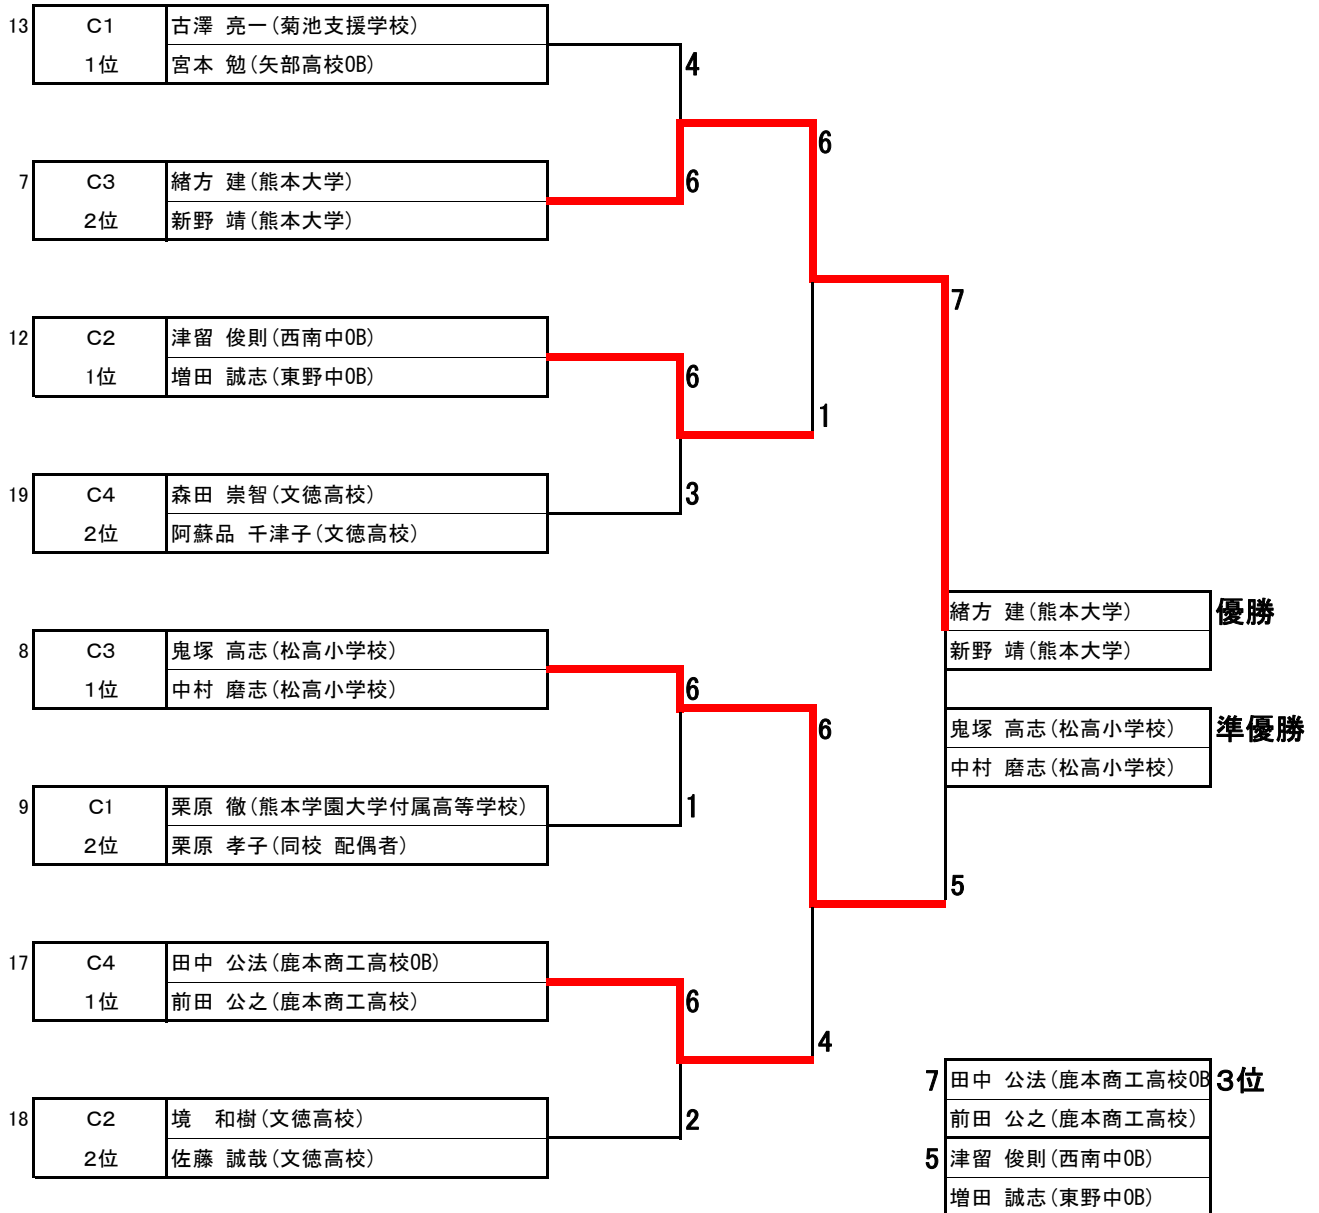 13 C1 古澤 亮一(菊池支援学校)
1位 宮本 勉(矢部高校OB)
4
6
7 C3 緒方 建(熊本大学)
6
2位 新野 靖(熊本大学)
7
12 C2 津留 俊則(西南中OB)
1位 増田 誠志(東野中OB)
6
1
19 C4 森田 崇智(文徳高校)
3
2位 阿蘇品 千津子(文徳高校)
緒方 建(熊本大学) 優勝
新野 靖(熊本大学)
8 C3 鬼塚 高志(松高小学校)
1位 中村 磨志(松高小学校)
6
6
鬼塚 高志(松高小学校) 準優勝
中村 磨志(松高小学校)
9 C1 栗原 徹(熊本学園大学付属高等学校)
1
2位 栗原 孝子(同校 配偶者)
5
17 C4 田中 公法(鹿本商工高校OB)
1位 前田 公之(鹿本商工高校)
6
4
7 田中 公法(鹿本商工高校OB 3位
前田 公之(鹿本商工高校)
18 C2 境 和樹(文徳高校)
2
2位 佐藤 誠哉(文徳高校)
5 津留 俊則(西南中OB)
増田 誠志(東野中OB)